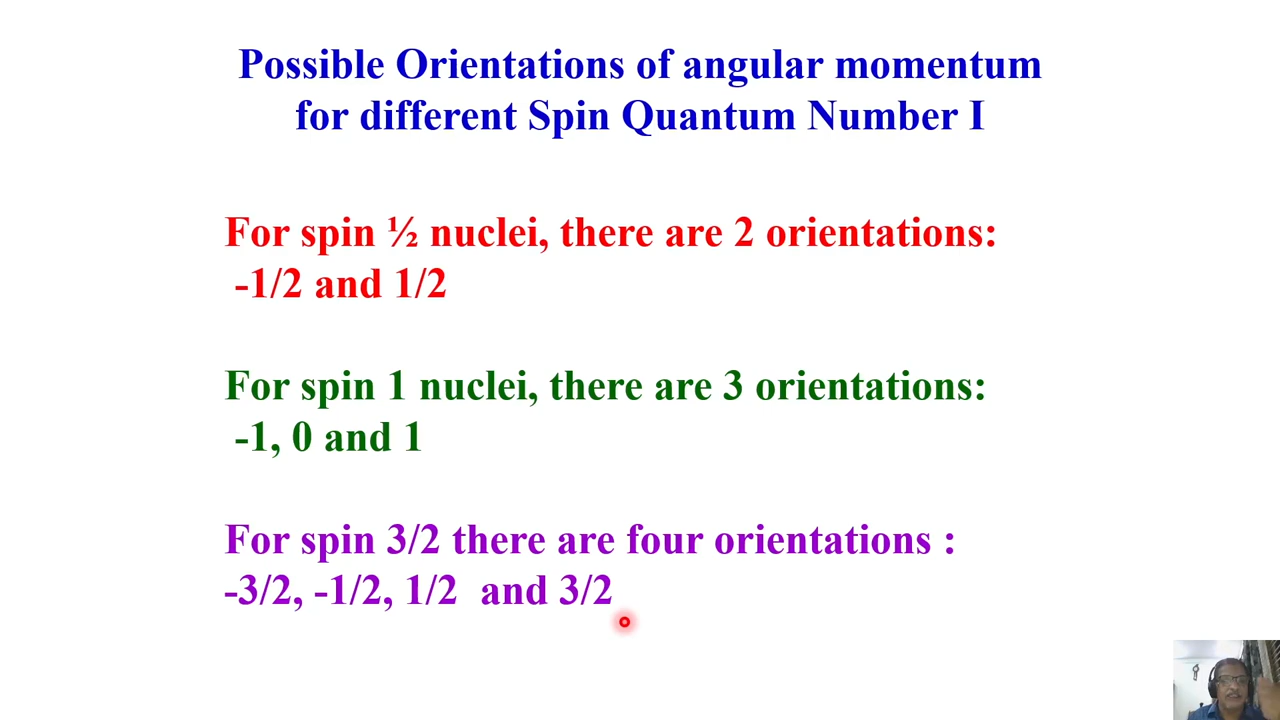 Possible Orientations of angular momentum
for different Spin Quantum Number I
For spin ½ nuclei, there are 2 orientations:
-1/2 and 1/2
For spin 1 nuclei, there are 3 orientations:
-1, 0 and 1
For spin 3/2 there are four orientations :
-3/2, -1/2, 1/2 and 3/2